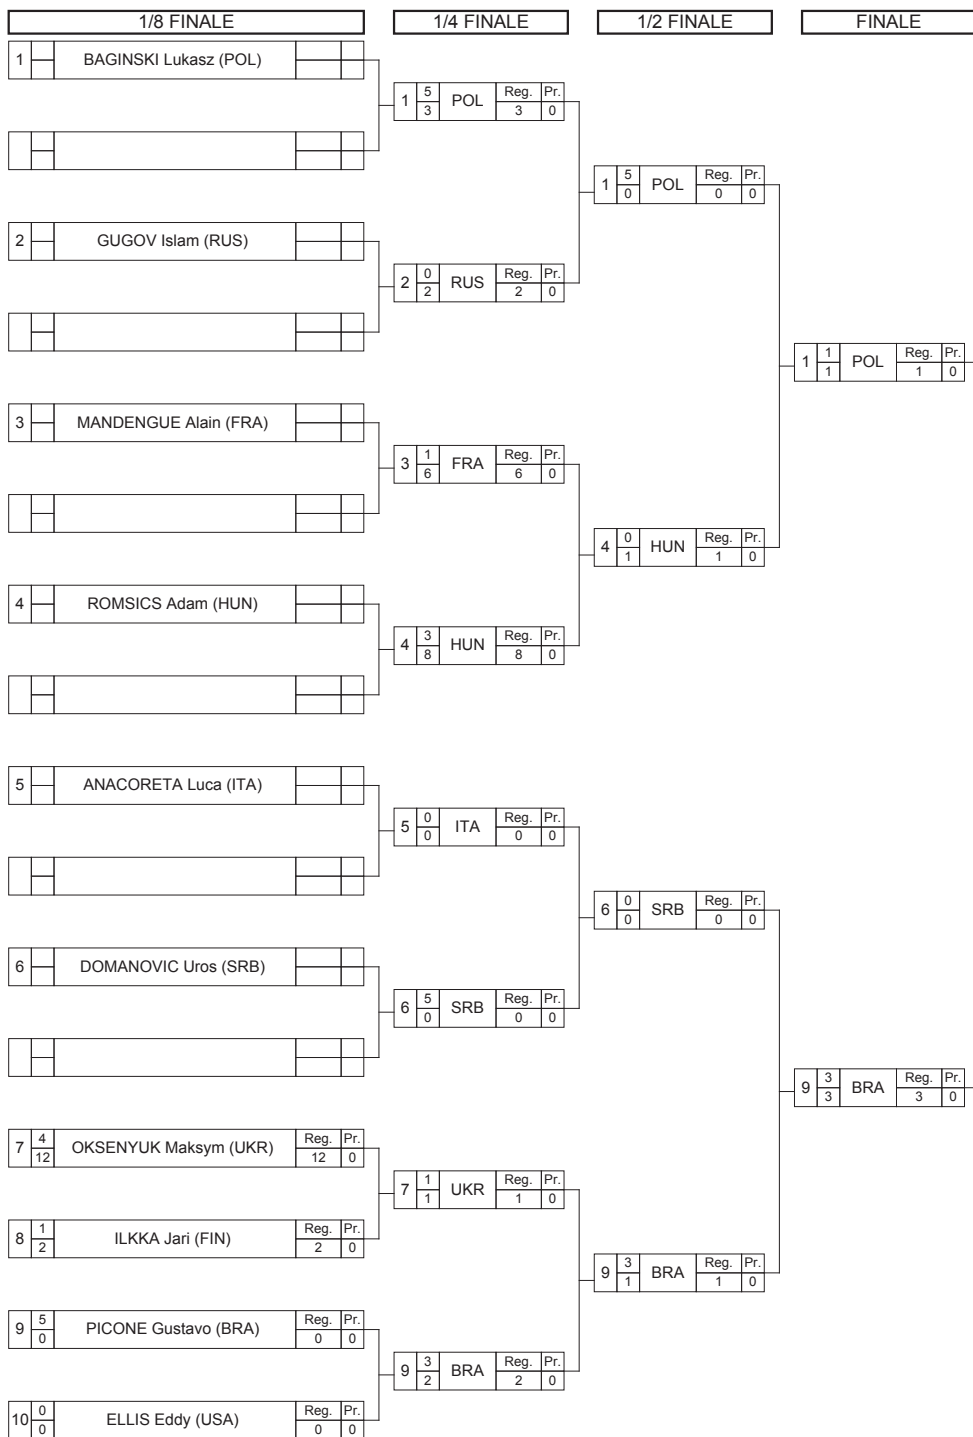 1/8 FINALE 1/4 FINALE 1/2 FINALE FINALE
1 BAGINSKI Lukasz (POL)
1 5 3 POL Reg. 3 Pr. 0
1 5 0 POL Reg. 0 Pr. 0
2 GUGOV Islam (RUS)
2 0 2 RUS Reg. 2 Pr. 0
1 1 1 POL Reg. 1 Pr. 0
3 MANDENGUE Alain (FRA)
3 1 6 FRA Reg. 6 Pr. 0
4 0 1 HUN Reg. 1 Pr. 0
4 ROMSICS Adam (HUN)
4 3 8 HUN Reg. 8 Pr. 0
5 ANACORETA Luca (ITA)
5 0 0 ITA Reg. 0 Pr. 0
6 0 0 SRB Reg. 0 Pr. 0
6 DOMANOVIC Uros (SRB)
6 5 0 SRB Reg. 0 Pr. 0
9 3 3 BRA Reg. 3 Pr. 0
7 4 12 OKSENYUK Maksym (UKR) Reg. 12 Pr. 0
7 1 1 UKR Reg. 1 Pr. 0
8 1 2 ILKKA Jari (FIN) Reg. 2 Pr. 0
9 3 1 BRA Reg. 1 Pr. 0
9 5 0 PICONE Gustavo (BRA) Reg. 0 Pr. 0
9 3 2 BRA Reg. 2 Pr. 0
10 0 0 ELLIS Eddy (USA) Reg. 0 Pr. 0